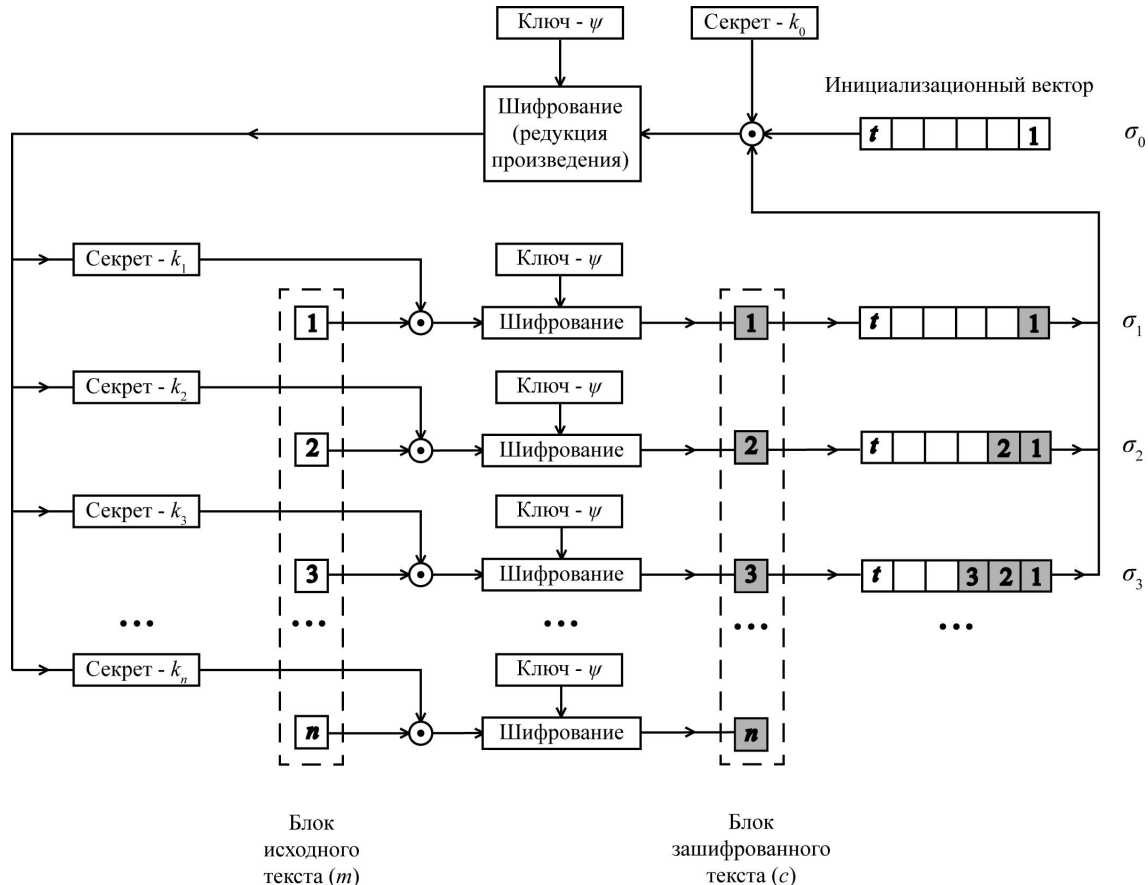 Ключ - ψ
Секрет - k₀
Инициализационный вектор
Шифрование
(редукция
произведения)
t 1
σ₀
Секрет - k₁
Ключ - ψ
1
Шифрование
1
t 1
σ₁
Секрет - k₂
Ключ - ψ
2
Шифрование
2
t 2 1
σ₂
Секрет - k₃
Ключ - ψ
3
Шифрование
3
t 3 2 1
σ₃
... ... ... ... ...
Секрет - kₙ
Ключ - ψ
n
Шифрование
n
Блок
исходного
текста (m)
Блок
зашифрованного
текста (c)